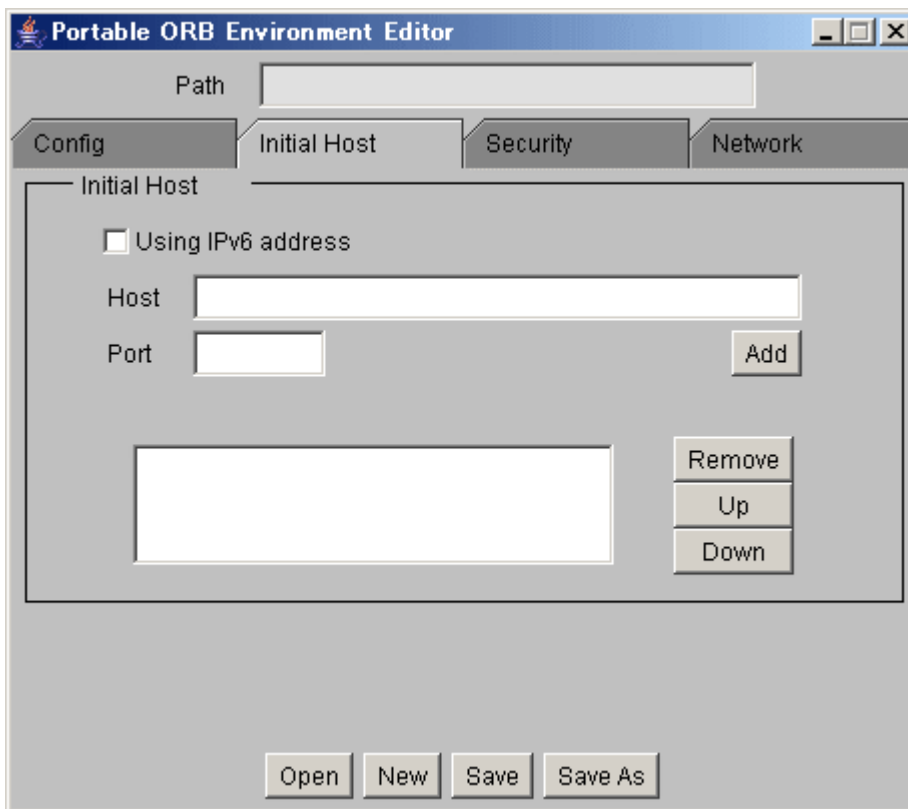 Portable ORB Environment Editor
Path
Config Initial Host Security Network
Initial Host
Using IPv6 address
Host
Port Add
Remove
Up
Down
Open New Save Save As